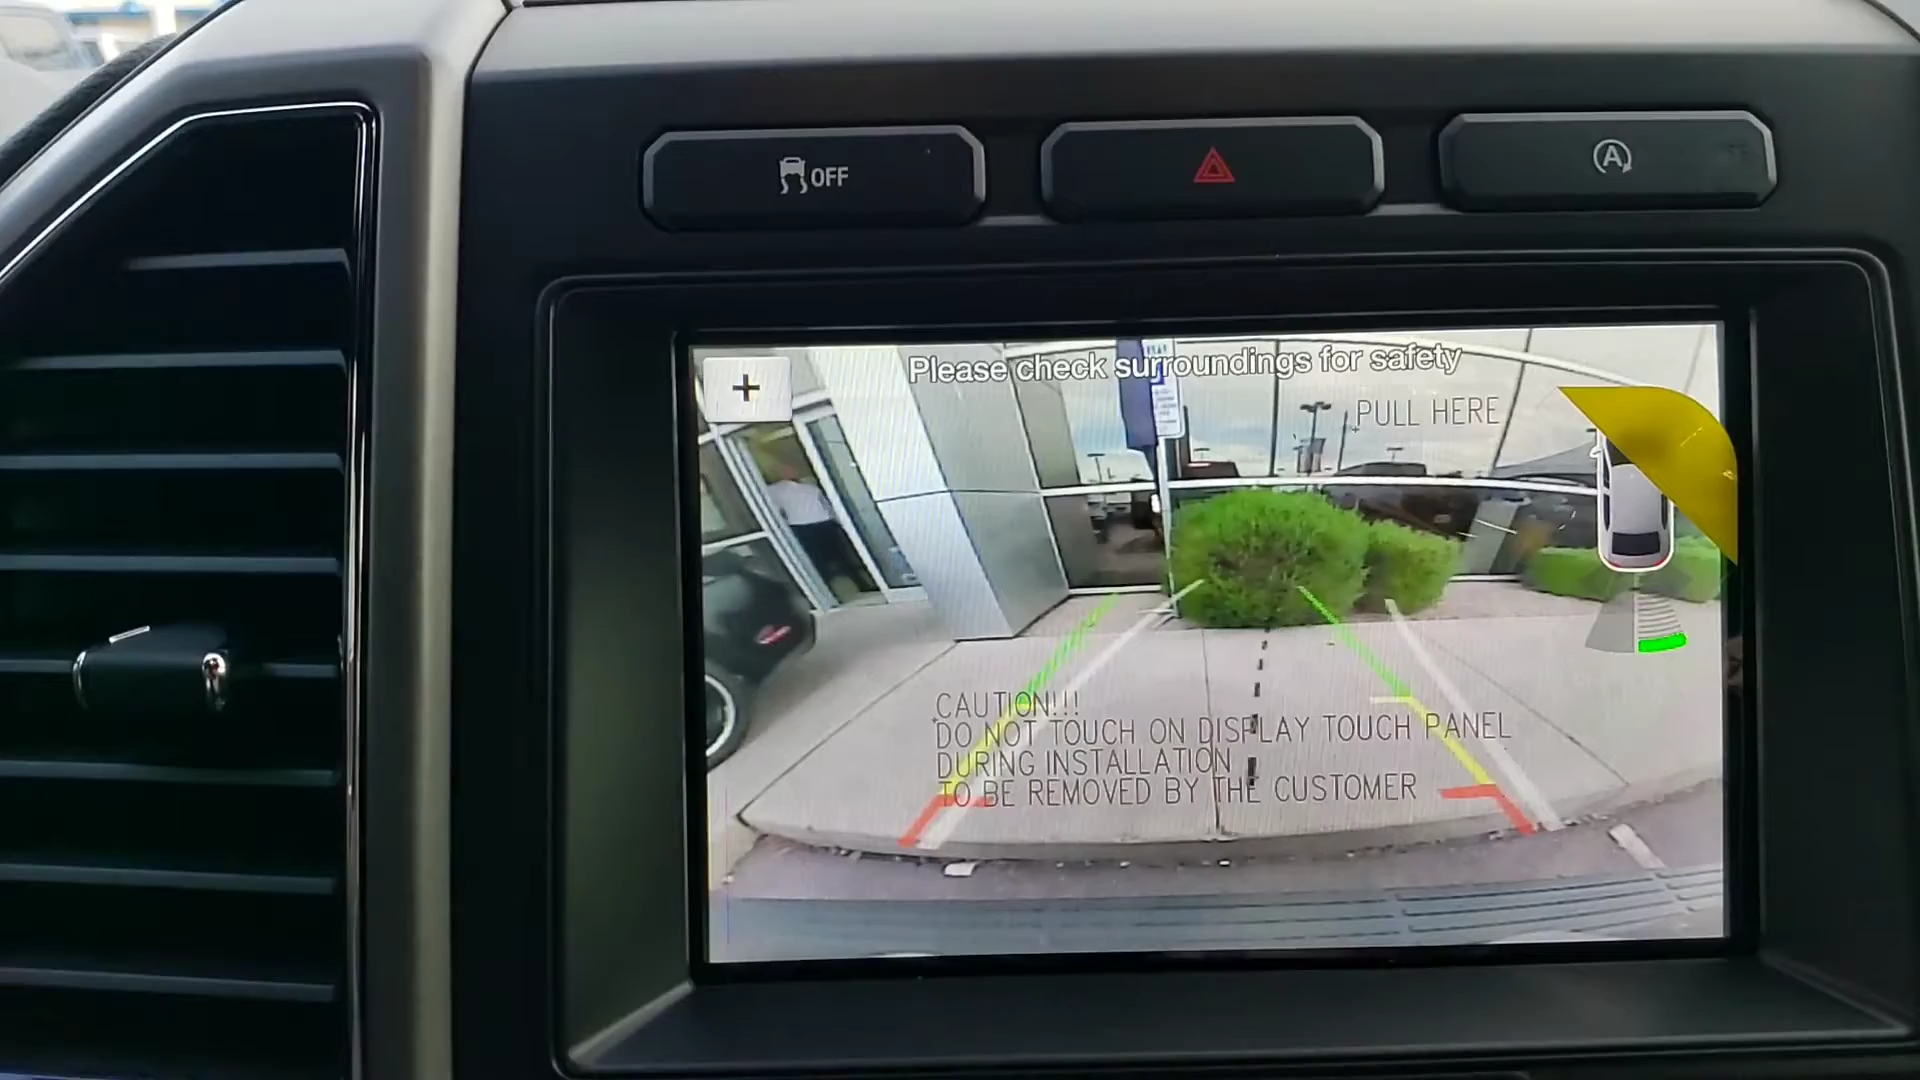 OFF
A
Please check surroundings for safety
+
PULL HERE
CAUTION!!!
DO NOT TOUCH ON DISPLAY TOUCH PANEL
DURING INSTALLATION
TO BE REMOVED BY THE CUSTOMER